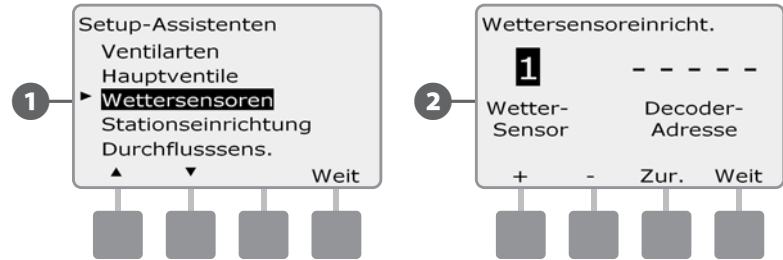 1
Setup-Assistenten
Ventilarten
Hauptventile
Wettersensoren
Stationseinrichtung
Durchflusssens.
Weit
2
Wettersensoreinricht.
1 - - - - -
Wetter- Decoder-
Sensor Adresse
+ - Zur. Weit